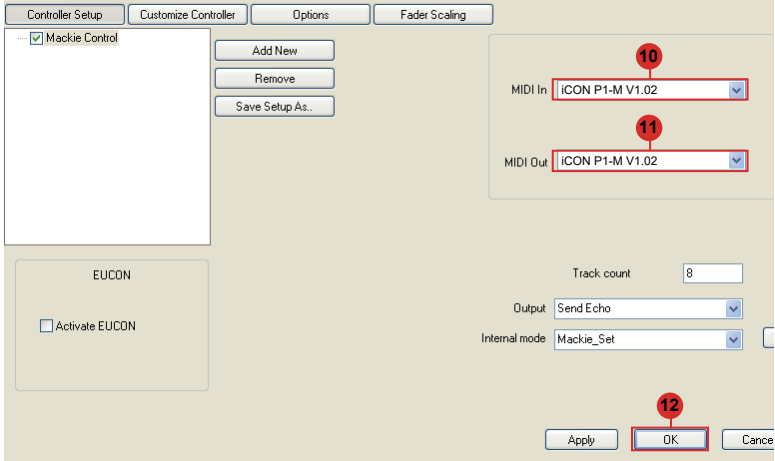 Controller Setup Customize Controller Options Fader Scaling
Mackie Control
Add New
Remove
Save Setup As..
10
MIDI In iCON P1-M V1.02
11
MIDI Out iCON P1-M V1.02
EUCON
Activate EUCON
Track count 8
Output Send Echo
Internal mode Mackie_Set
12
Apply OK Cance